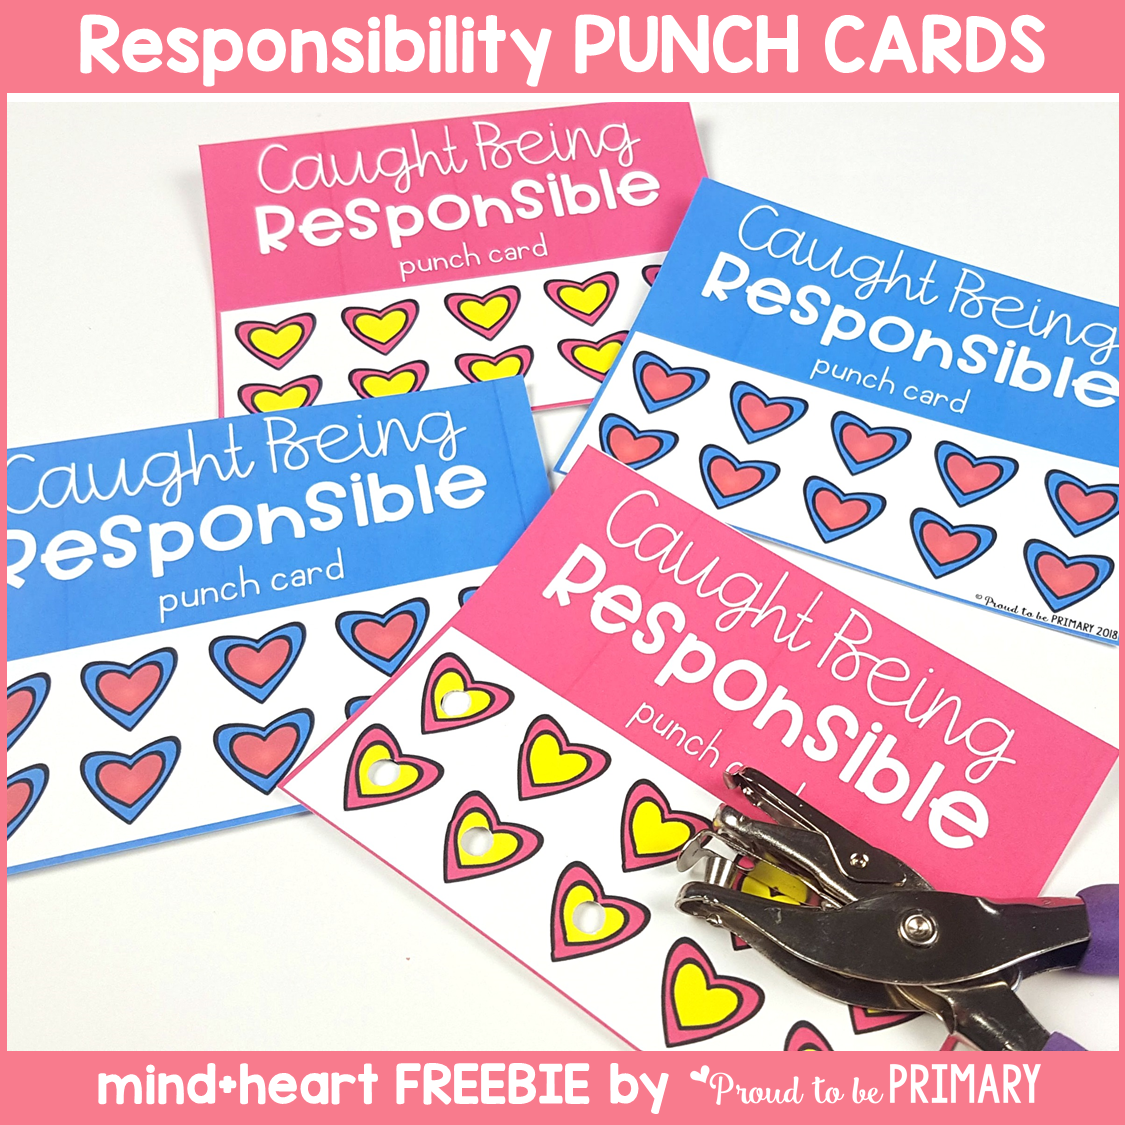 Responsibility PUNCH CARDS
Caught Being
Responsible
punch card
Caught Being
Responsible
punch card
© Proud to be PRIMARY 2018
Caught Being
Responsible
punch card
Caught Being
Responsible
punch
mind+heart FREEBIE by Proud to be PRIMARY